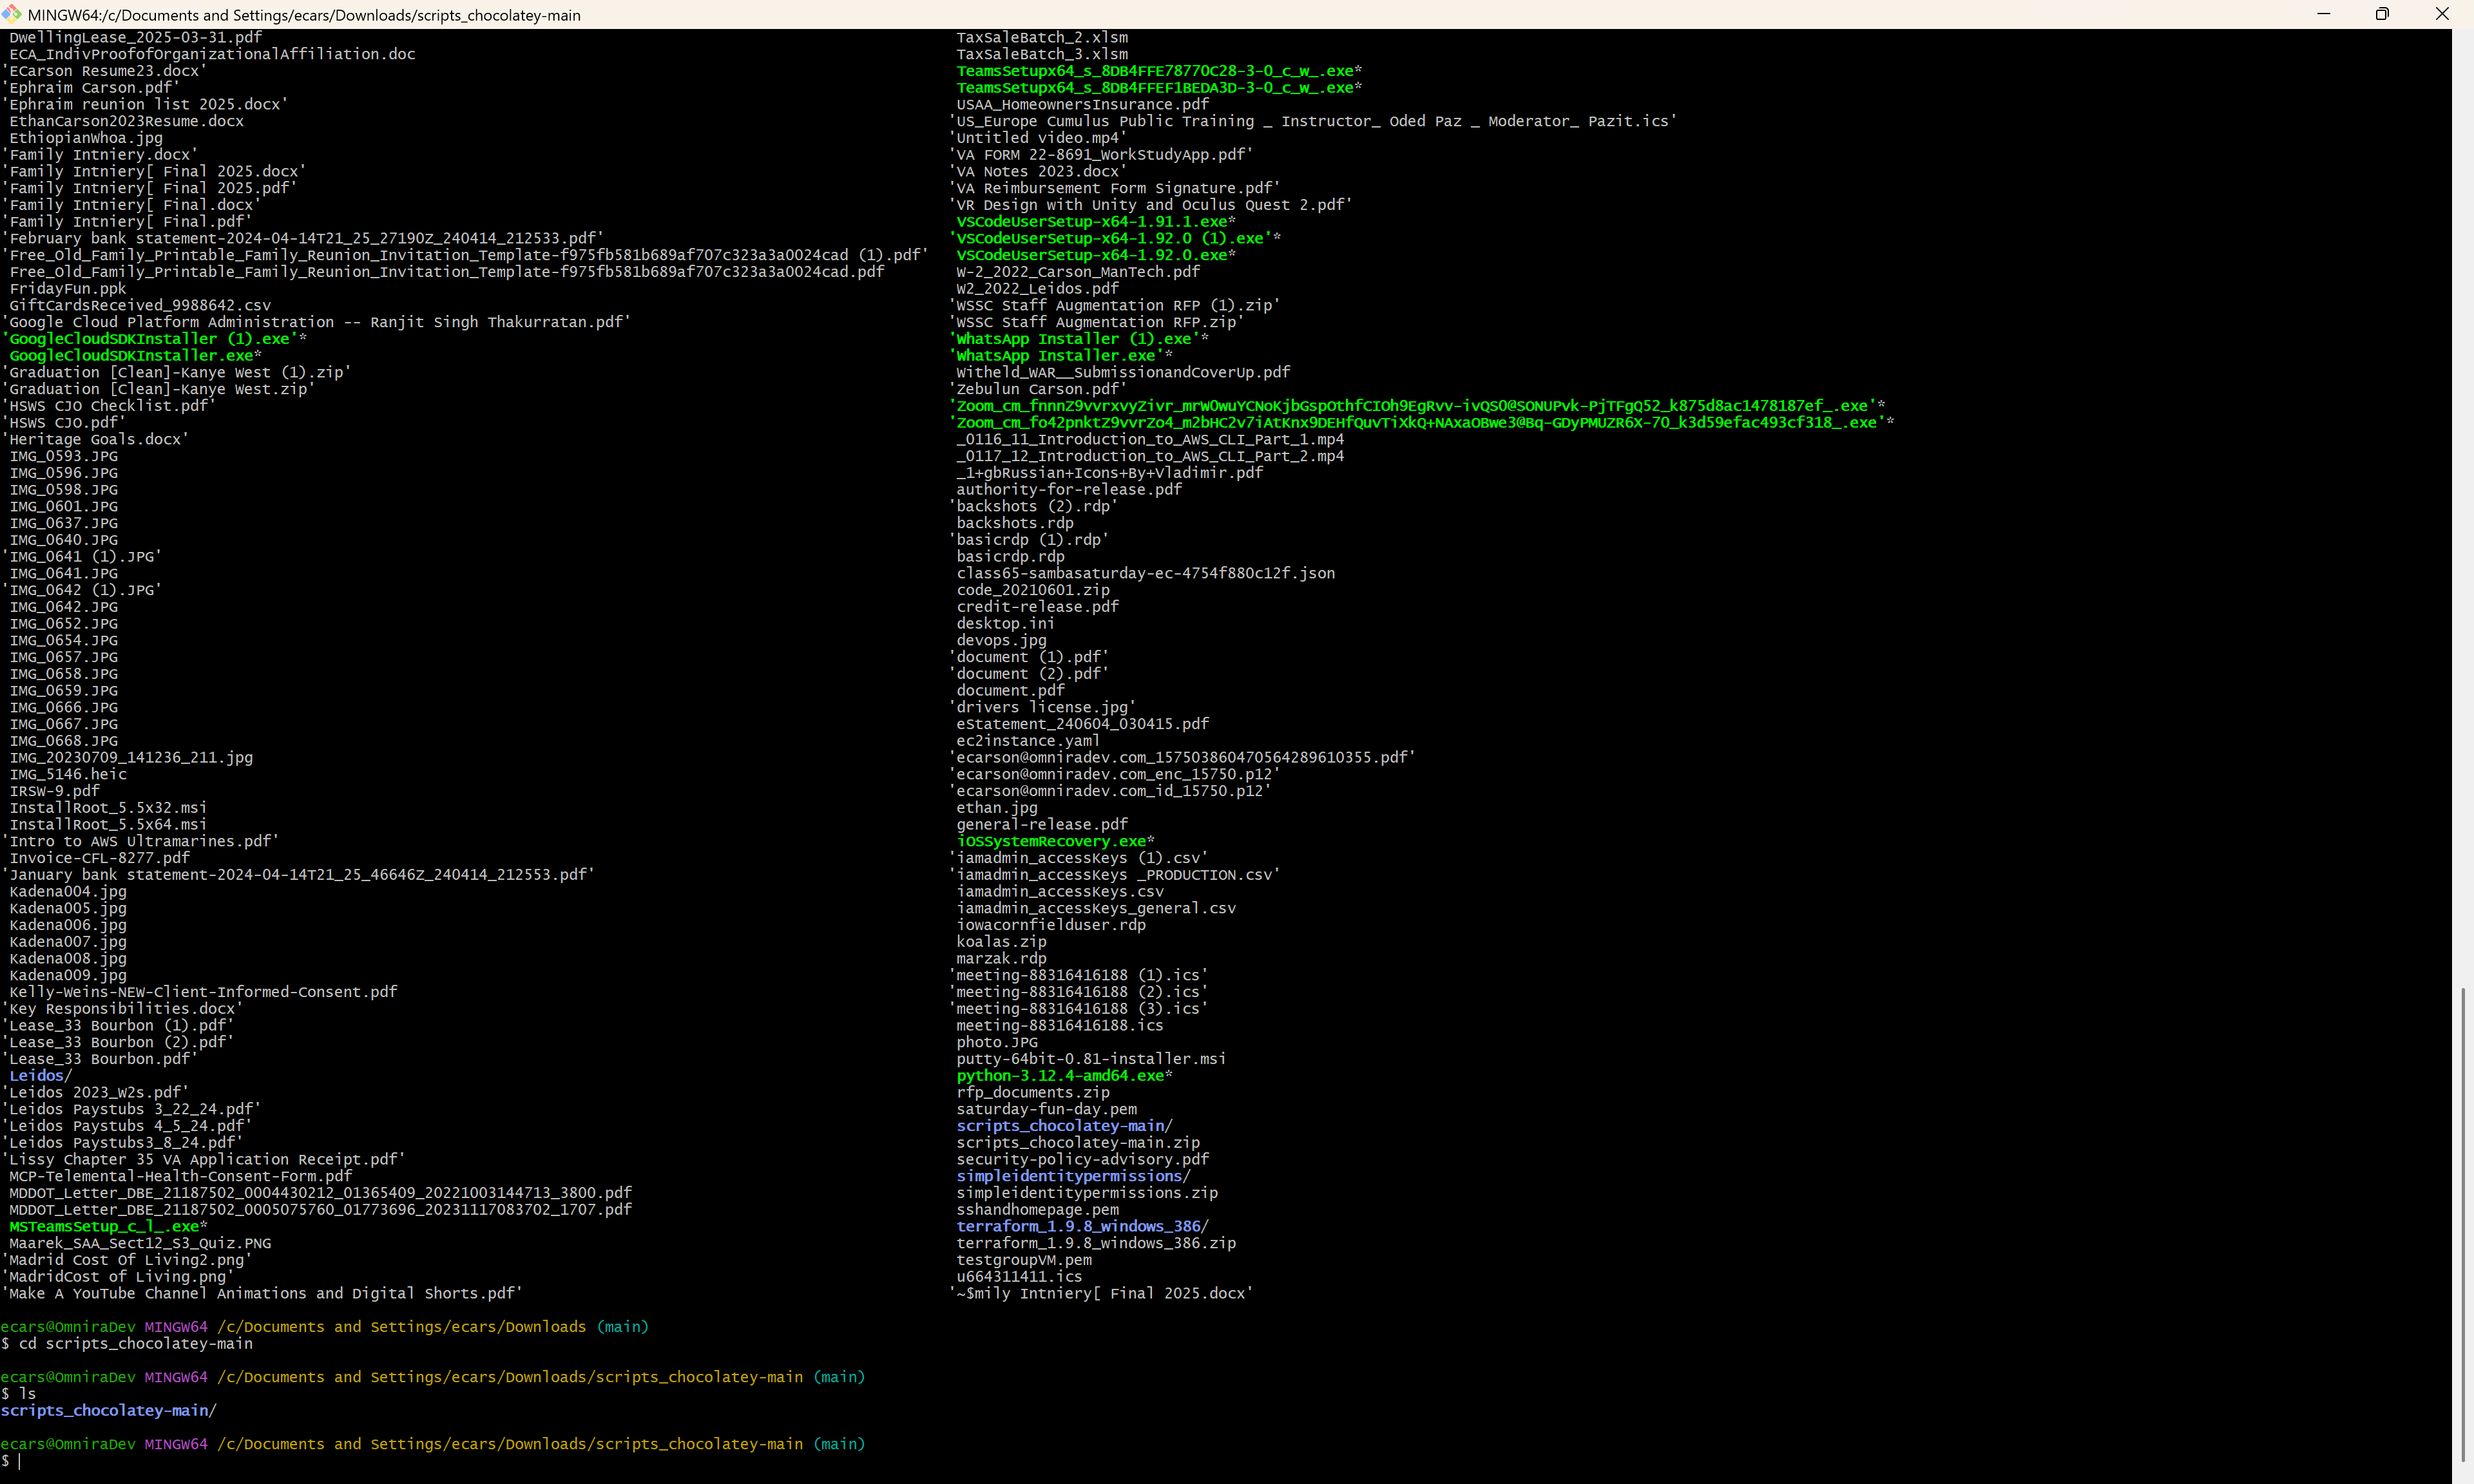 MINGW64:/c/Documents and Settings/ecars/Downloads/scripts_chocolatey-main
DwellingLease_2025-03-31.pdf
ECA_IndivProofofOrganizationalAffiliation.doc
'ECarson Resume23.docx'
'Ephraim Carson.pdf'
'Ephraim reunion list 2025.docx'
EthanCarson2023Resume.docx
EthiopianWhoa.jpg
'Family Intniery.docx'
'Family Intniery[ Final 2025.docx'
'Family Intniery[ Final 2025.pdf'
'Family Intniery[ Final.docx'
'Family Intniery[ Final.pdf'
'February bank statement-2024-04-14T21_25_27190Z_240414_212533.pdf'
'Free_Old_Family_Printable_Family_Reunion_Invitation_Template-f975fb581b689af707c323a3a0024cad (1).pdf'
Free_Old_Family_Printable_Family_Reunion_Invitation_Template-f975fb581b689af707c323a3a0024cad.pdf
FridayFun.ppk
GiftCardsReceived_9988642.csv
'Google Cloud Platform Administration -- Ranjit Singh Thakurratan.pdf'
'GoogleCloudSDKInstaller (1).exe'*
GoogleCloudSDKInstaller.exe*
'Graduation [Clean]-Kanye West (1).zip'
'Graduation [Clean]-Kanye West.zip'
'HSWS CJO Checklist.pdf'
'HSWS CJO.pdf'
'Heritage Goals.docx'
IMG_0593.JPG
IMG_0596.JPG
IMG_0598.JPG
IMG_0601.JPG
IMG_0637.JPG
IMG_0640.JPG
'IMG_0641 (1).JPG'
IMG_0641.JPG
'IMG_0642 (1).JPG'
IMG_0642.JPG
IMG_0652.JPG
IMG_0654.JPG
IMG_0657.JPG
IMG_0658.JPG
IMG_0659.JPG
IMG_0666.JPG
IMG_0667.JPG
IMG_0668.JPG
IMG_20230709_141236_211.jpg
IMG_5146.heic
IRSW-9.pdf
InstallRoot_5.5x32.msi
InstallRoot_5.5x64.msi
'Intro to AWS Ultramarines.pdf'
Invoice-CFL-8277.pdf
'January bank statement-2024-04-14T21_25_46646Z_240414_212553.pdf'
Kadena004.jpg
Kadena005.jpg
Kadena006.jpg
Kadena007.jpg
Kadena008.jpg
Kadena009.jpg
Kelly-Weins-NEW-Client-Informed-Consent.pdf
'Key Responsibilities.docx'
'Lease_33 Bourbon (1).pdf'
'Lease_33 Bourbon (2).pdf'
'Lease_33 Bourbon.pdf'
Leidos/
'Leidos 2023_W2s.pdf'
'Leidos Paystubs 3_22_24.pdf'
'Leidos Paystubs 4_5_24.pdf'
'Leidos Paystubs3_8_24.pdf'
'Lissy Chapter 35 VA Application Receipt.pdf'
MCP-Telemental-Health-Consent-Form.pdf
MDDOT_Letter_DBE_21187502_0004430212_01365409_20221003144713_3800.pdf
MDDOT_Letter_DBE_21187502_0005075760_01773696_20231117083702_1707.pdf
MSTeamsSetup_c_l_.exe*
Maarek_SAA_Sect12_S3_Quiz.PNG
'Madrid Cost Of Living2.png'
'MadridCost of Living.png'
'Make A YouTube Channel Animations and Digital Shorts.pdf'
TaxSaleBatch_2.xlsm
TaxSaleBatch_3.xlsm
TeamsSetupx64_s_8DB4FFE78770C28-3-0_c_w_.exe*
TeamsSetupx64_s_8DB4FFEF1BEDA3D-3-0_c_w_.exe*
USAA_HomeownersInsurance.pdf
'US_Europe Cumulus Public Training _ Instructor_ Oded Paz _ Moderator_ Pazit.ics'
'Untitled video.mp4'
'VA FORM 22-8691_WorkStudyApp.pdf'
'VA Notes 2023.docx'
'VA Reimbursement Form Signature.pdf'
'VR Design with Unity and Oculus Quest 2.pdf'
VSCodeUserSetup-x64-1.91.1.exe*
'VSCodeUserSetup-x64-1.92.0 (1).exe'*
VSCodeUserSetup-x64-1.92.0.exe*
W-2_2022_Carson_ManTech.pdf
W2_2022_Leidos.pdf
'WSSC Staff Augmentation RFP (1).zip'
'WSSC Staff Augmentation RFP.zip'
'WhatsApp Installer (1).exe'*
'WhatsApp Installer.exe'*
Witheld_WAR__SubmissionandCoverUp.pdf
'Zebulun Carson.pdf'
'Zoom_cm_fnnnZ9vvrxvyZivr_mrW0wuYCNoKjbGspOthfCIOh9EgRvv-ivQS0@SONUPvk-PjTFgQ52_k875d8ac1478187ef_.exe'*
'Zoom_cm_fo42pnktZ9vvrZo4_m2bHC2v7iAtKnx9DEHfQuvTiXkQ+NAxaOBwe3@Bq-GDyPMUZR6X-7O_k3d59efac493cf318_.exe'*
_0116_11_Introduction_to_AWS_CLI_Part_1.mp4
_0117_12_Introduction_to_AWS_CLI_Part_2.mp4
_1+gbRussian+Icons+By+Vladimir.pdf
authority-for-release.pdf
'backshots (2).rdp'
backshots.rdp
'basicrdp (1).rdp'
basicrdp.rdp
class65-sambasaturday-ec-4754f880c12f.json
code_20210601.zip
credit-release.pdf
desktop.ini
devops.jpg
'document (1).pdf'
'document (2).pdf'
document.pdf
'drivers license.jpg'
eStatement_240604_030415.pdf
ec2instance.yaml
'ecarson@omniradev.com_157503860470564289610355.pdf'
'ecarson@omniradev.com_enc_15750.p12'
'ecarson@omniradev.com_id_15750.p12'
ethan.jpg
general-release.pdf
iOSSystemRecovery.exe*
'iamadmin_accessKeys (1).csv'
'iamadmin_accessKeys _PRODUCTION.csv'
iamadmin_accessKeys.csv
iamadmin_accessKeys_general.csv
iowacornfielduser.rdp
koalas.zip
marzak.rdp
'meeting-88316416188 (1).ics'
'meeting-88316416188 (2).ics'
'meeting-88316416188 (3).ics'
meeting-88316416188.ics
photo.JPG
putty-64bit-0.81-installer.msi
python-3.12.4-amd64.exe*
rfp_documents.zip
saturday-fun-day.pem
scripts_chocolatey-main/
scripts_chocolatey-main.zip
security-policy-advisory.pdf
simpleidentitypermissions/
simpleidentitypermissions.zip
sshandhomepage.pem
terraform_1.9.8_windows_386/
terraform_1.9.8_windows_386.zip
testgroupVM.pem
u664311411.ics
'~$mily Intniery[ Final 2025.docx'
ecars@OmniraDev MINGW64 /c/Documents and Settings/ecars/Downloads (main)
$ cd scripts_chocolatey-main
ecars@OmniraDev MINGW64 /c/Documents and Settings/ecars/Downloads/scripts_chocolatey-main (main)
$ ls
scripts_chocolatey-main/
ecars@OmniraDev MINGW64 /c/Documents and Settings/ecars/Downloads/scripts_chocolatey-main (main)
$